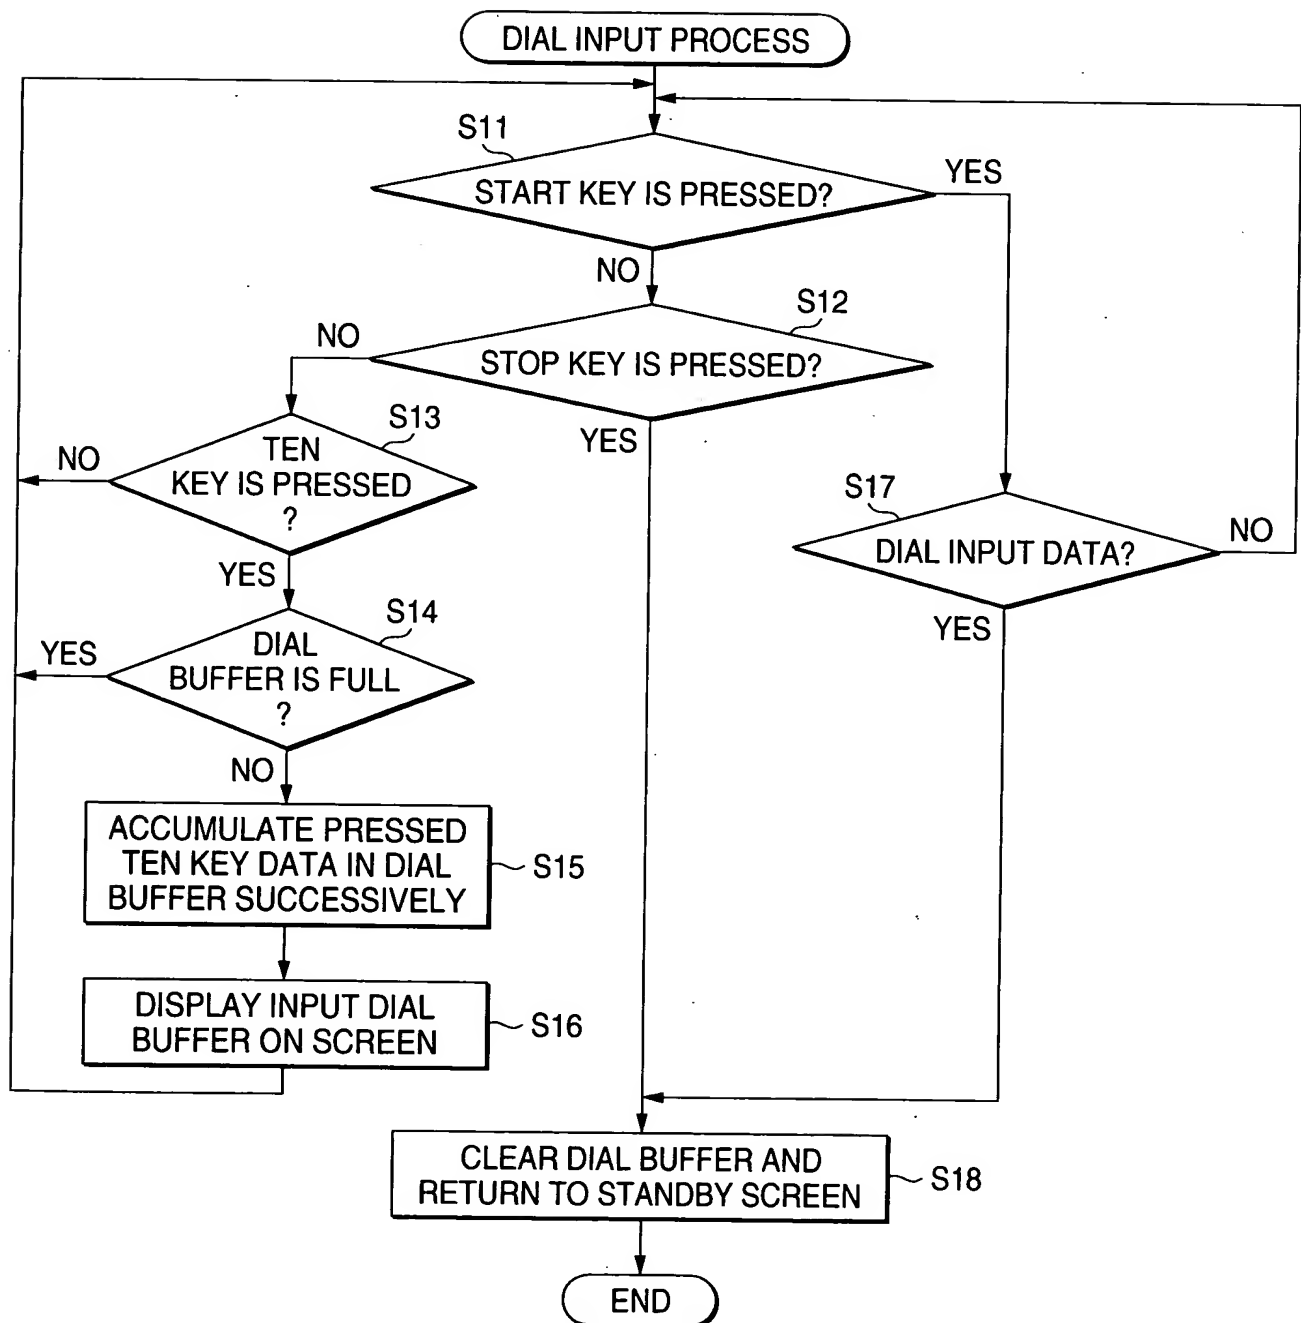 DIAL INPUT PROCESS
S11
START KEY IS PRESSED?
YES
NO
S12
STOP KEY IS PRESSED?
NO
YES
S13
TEN
KEY IS PRESSED
?
NO
YES
S14
DIAL
BUFFER IS FULL
?
YES
NO
ACCUMULATE PRESSED
TEN KEY DATA IN DIAL
BUFFER SUCCESSIVELY
S15
DISPLAY INPUT DIAL
BUFFER ON SCREEN
S16
S17
DIAL INPUT DATA?
NO
YES
CLEAR DIAL BUFFER AND
RETURN TO STANDBY SCREEN
S18
END